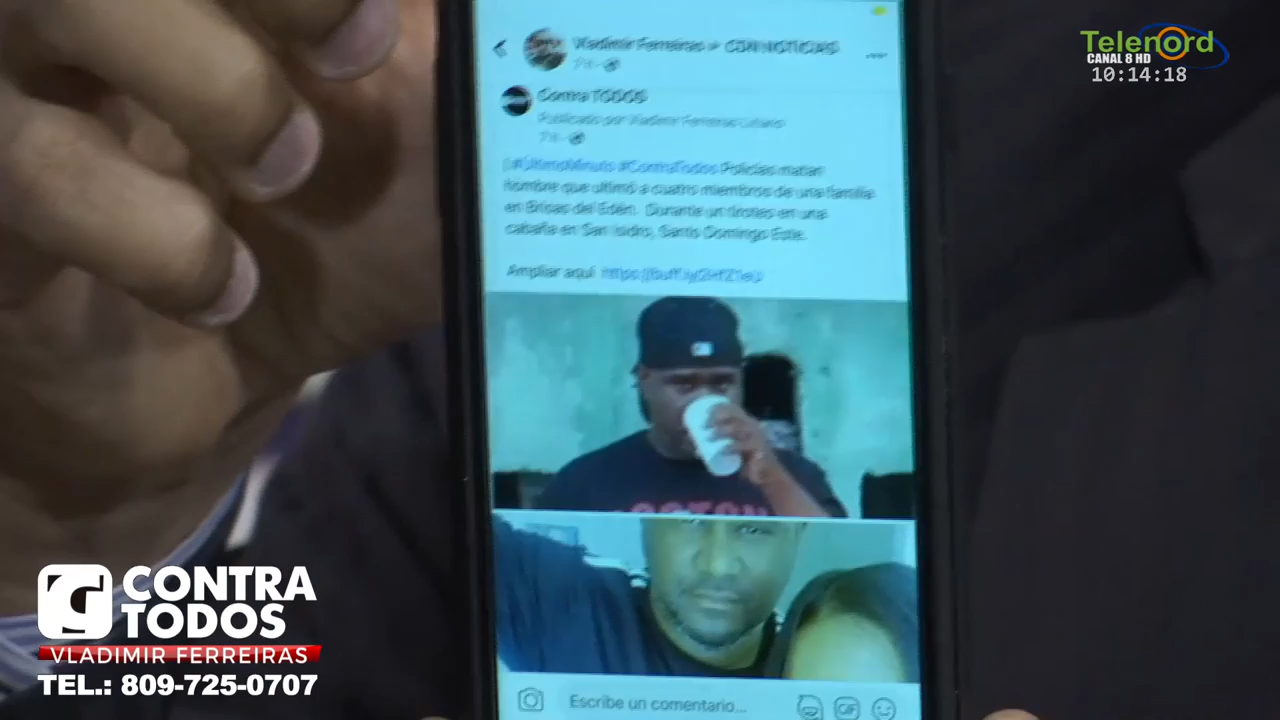 Telenord
CANAL 8 HD
10:14:18
Vladimir Ferreiras ▸ CDN NOTICIAS
Contra TODOS
Publicado por Vladimir Ferreiras
#ÚltimoMinuto #ContraTodos Policías matan
hombre que ultimó a cuatro miembros de una familia
en Brisas del Edén. Durante un tiroteo en una
cabaña en San Isidro, Santo Domingo Este.
Ampliar aquí
Escribe un comentario...
GIF
CONTRA
TODOS
VLADIMIR FERREIRAS
TEL.: 809-725-0707